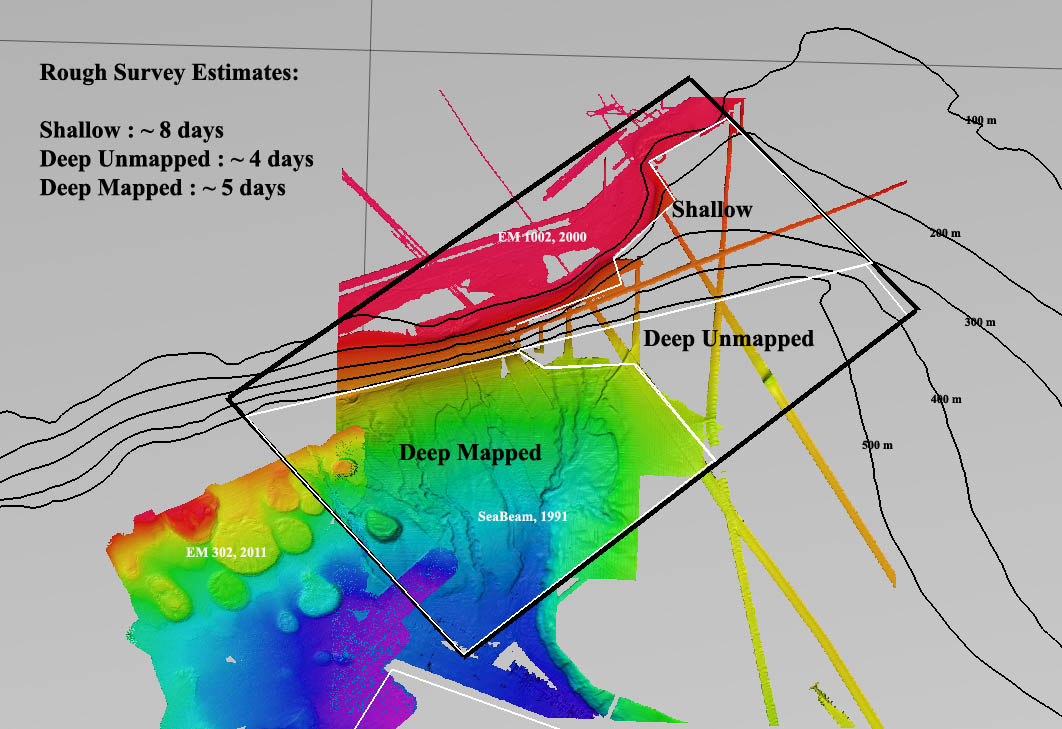 Rough Survey Estimates:
Shallow : ~ 8 days
Deep Unmapped : ~ 4 days
Deep Mapped : ~ 5 days
100 m
Shallow
EM 1002, 2000
200 m
300 m
Deep Unmapped
400 m
500 m
Deep Mapped
SeaBeam, 1991
EM 302, 2011